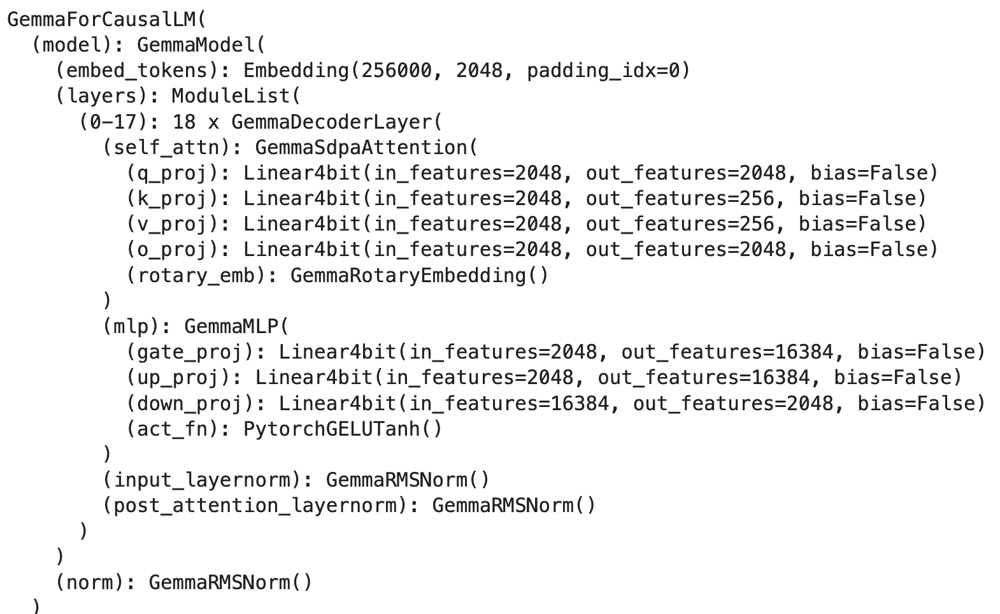 GemmaForCausalLM(
  (model): GemmaModel(
    (embed_tokens): Embedding(256000, 2048, padding_idx=0)
    (layers): ModuleList(
      (0-17): 18 x GemmaDecoderLayer(
        (self_attn): GemmaSdpaAttention(
          (q_proj): Linear4bit(in_features=2048, out_features=2048, bias=False)
          (k_proj): Linear4bit(in_features=2048, out_features=256, bias=False)
          (v_proj): Linear4bit(in_features=2048, out_features=256, bias=False)
          (o_proj): Linear4bit(in_features=2048, out_features=2048, bias=False)
          (rotary_emb): GemmaRotaryEmbedding()
        )
        (mlp): GemmaMLP(
          (gate_proj): Linear4bit(in_features=2048, out_features=16384, bias=False)
          (up_proj): Linear4bit(in_features=2048, out_features=16384, bias=False)
          (down_proj): Linear4bit(in_features=16384, out_features=2048, bias=False)
          (act_fn): PytorchGELUTanh()
        )
        (input_layernorm): GemmaRMSNorm()
        (post_attention_layernorm): GemmaRMSNorm()
      )
    )
    (norm): GemmaRMSNorm()
  )